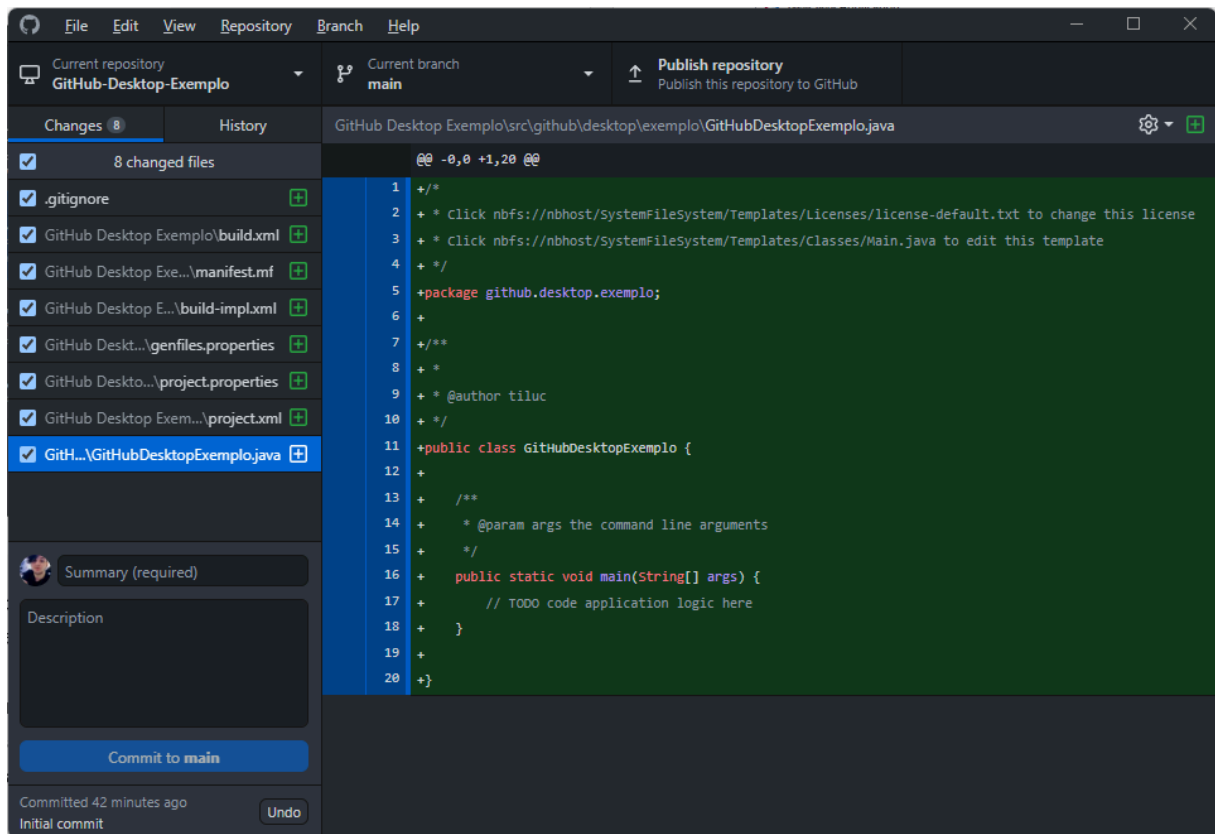 File Edit View Repository Branch Help
Current repository
GitHub-Desktop-Exemplo
Current branch
main
Publish repository
Publish this repository to GitHub
Changes 8 History
GitHub Desktop Exemplo\src\github\desktop\exemplo\GitHubDesktopExemplo.java
8 changed files
.gitignore
GitHub Desktop Exemplo\build.xml
GitHub Desktop Exe...\manifest.mf
GitHub Desktop E...\build-impl.xml
GitHub Deskt...\genfiles.properties
GitHub Deskto...\project.properties
GitHub Desktop Exem...\project.xml
GitH...\GitHubDesktopExemplo.java
@@ -0,0 +1,20 @@
1 +/*
2 + * Click nbfs://nbhost/SystemFileSystem/Templates/Licenses/license-default.txt to change this license
3 + * Click nbfs://nbhost/SystemFileSystem/Templates/Classes/Main.java to edit this template
4 + */
5 +package github.desktop.exemplo;
6 +
7 +/**
8 + *
9 + * @author tiluc
10 + */
11 +public class GitHubDesktopExemplo {
12 +
13 +    /**
14 +     * @param args the command line arguments
15 +     */
16 +    public static void main(String[] args) {
17 +        // TODO code application logic here
18 +    }
19 +
20 +}
Summary (required)
Description
Commit to main
Committed 42 minutes ago
Initial commit
Undo